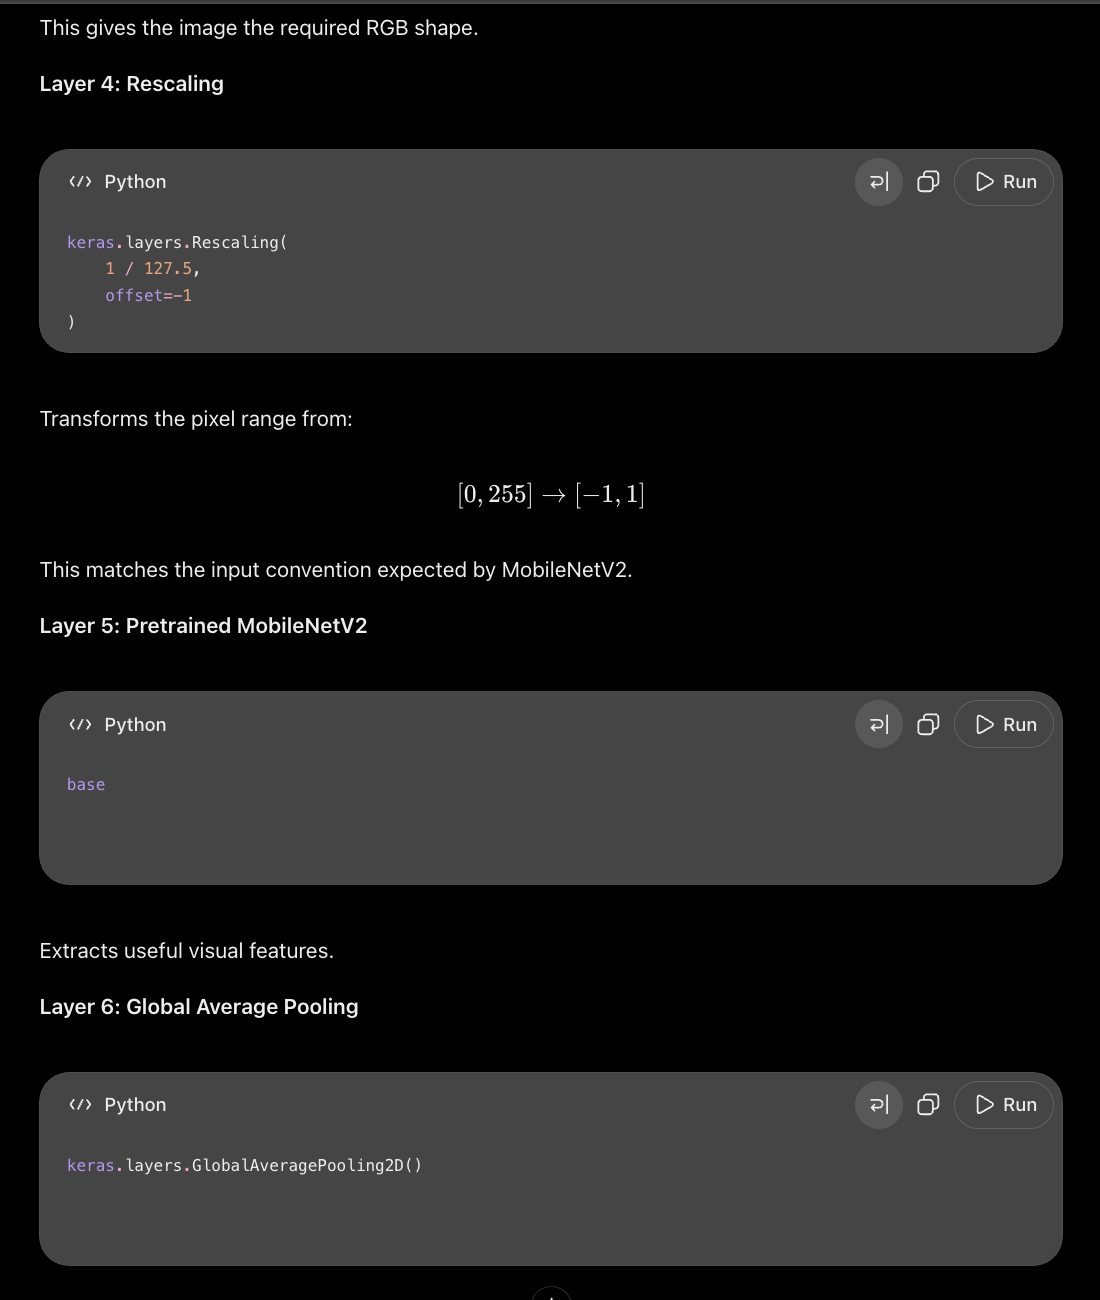 This gives the image the required RGB shape.
Layer 4: Rescaling
Python
Run
keras.layers.Rescaling(
    1 / 127.5,
    offset=-1
)
Transforms the pixel range from:
[0, 255] → [−1, 1]
This matches the input convention expected by MobileNetV2.
Layer 5: Pretrained MobileNetV2
Python
Run
base
Extracts useful visual features.
Layer 6: Global Average Pooling
Python
Run
keras.layers.GlobalAveragePooling2D()